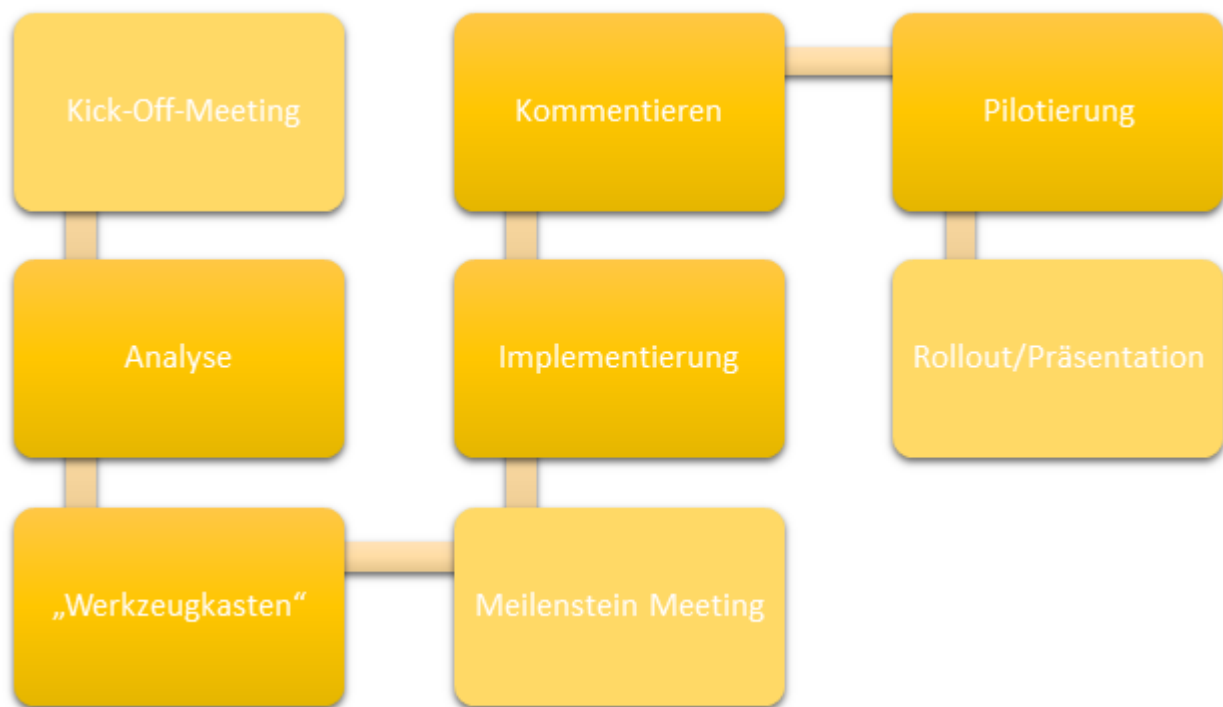 Kick-Off-Meeting
Analyse
„Werkzeugkasten“
Meilenstein Meeting
Implementierung
Kommentieren
Pilotierung
Rollout/Präsentation